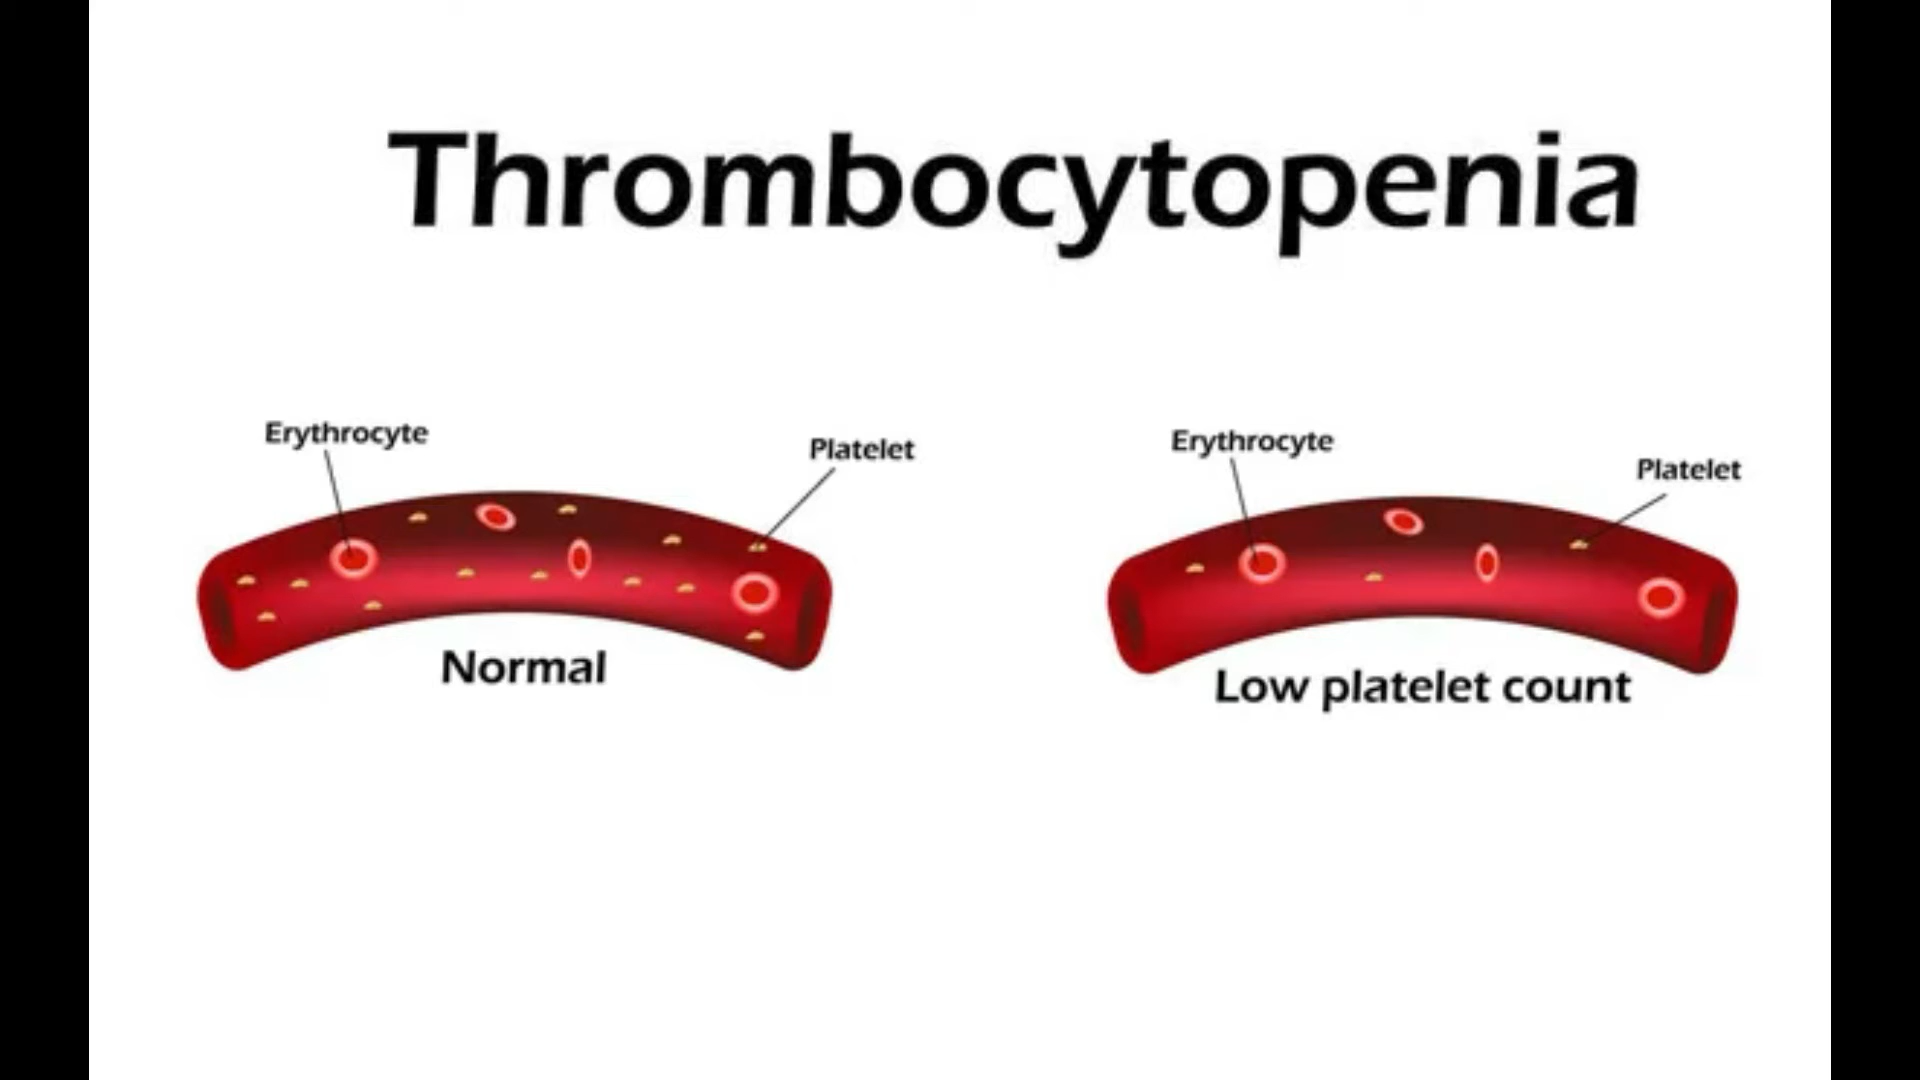 Thrombocytopenia
Erythrocyte
Platelet
Normal
Erythrocyte
Platelet
Low platelet count